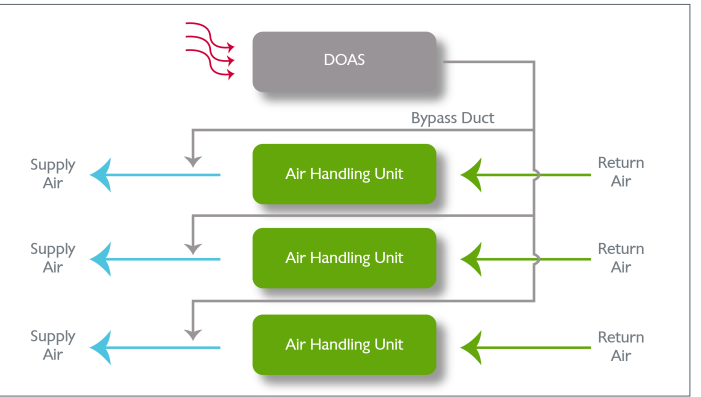 DOAS
Bypass Duct
Supply
Air
Air Handling Unit
Return
Air
Supply
Air
Air Handling Unit
Return
Air
Supply
Air
Air Handling Unit
Return
Air